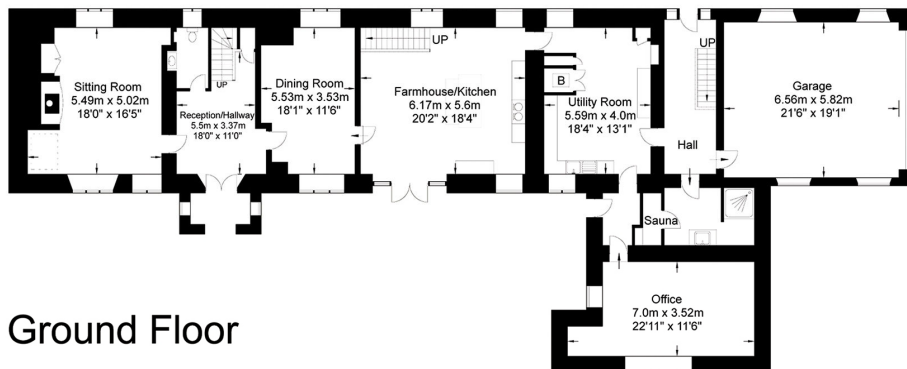 Sitting Room
5.49m x 5.02m
18'0" x 16'5"
UP
Reception/Hallway
5.5m x 3.37m
18'0" x 11'0"
Dining Room
5.53m x 3.53m
18'1" x 11'6"
UP
Farmhouse/Kitchen
6.17m x 5.6m
20'2" x 18'4"
B
Utility Room
5.59m x 4.0m
18'4" x 13'1"
UP
Hall
Garage
6.56m x 5.82m
21'6" x 19'1"
Sauna
Office
7.0m x 3.52m
22'11" x 11'6"
Ground Floor